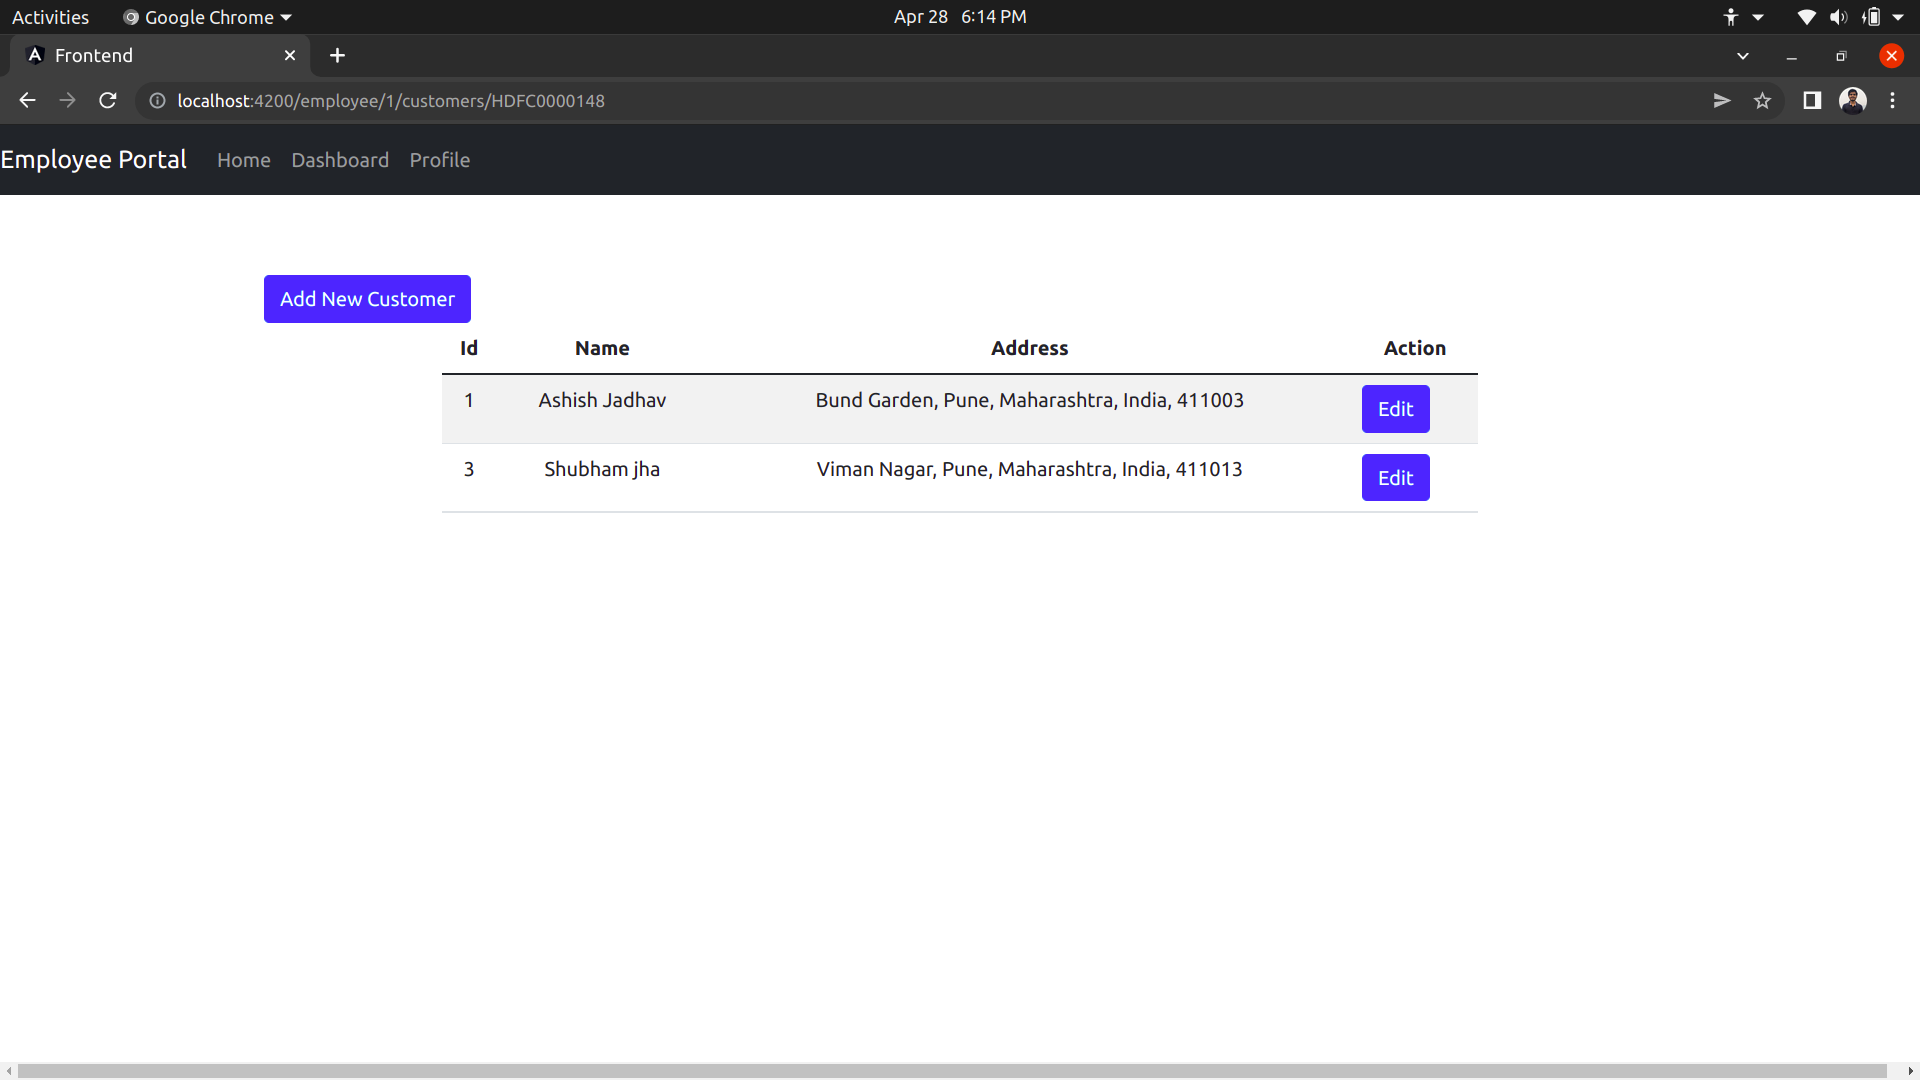 Activities Google Chrome Apr 28 6:14 PM
Frontend
localhost:4200/employee/1/customers/HDFC0000148
Employee Portal Home Dashboard Profile
Add New Customer
Id Name Address Action
1 Ashish Jadhav Bund Garden, Pune, Maharashtra, India, 411003 Edit
3 Shubham jha Viman Nagar, Pune, Maharashtra, India, 411013 Edit